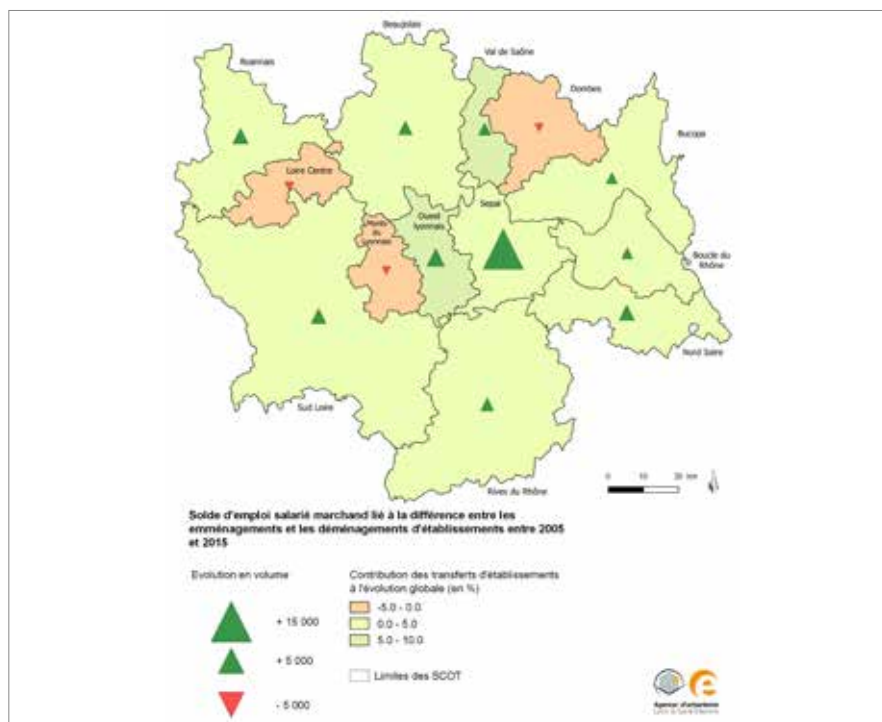 Beaujolais
Val de Saône
Roannais
Dombes
Bucopa
Loire Centre
Ouest
lyonnais
Sepal
Monts
du
Lyonnais
Boucle du
Rhône
Nord Isère
Sud Loire
Rives du Rhône
0 10 20 km
Solde d'emploi salarié marchand lié à la différence entre les
emménagements et les déménagements d'établissements entre 2005
et 2015
Evolution en volume
Contribution des transferts d'établissements
à l'évolution globale (en %)
+ 15 000
-5.0 - 0.0
0.0 - 5.0
5.0 - 10.0
+ 5 000
Limites des SCOT
- 5 000
Agence d'urbanisme